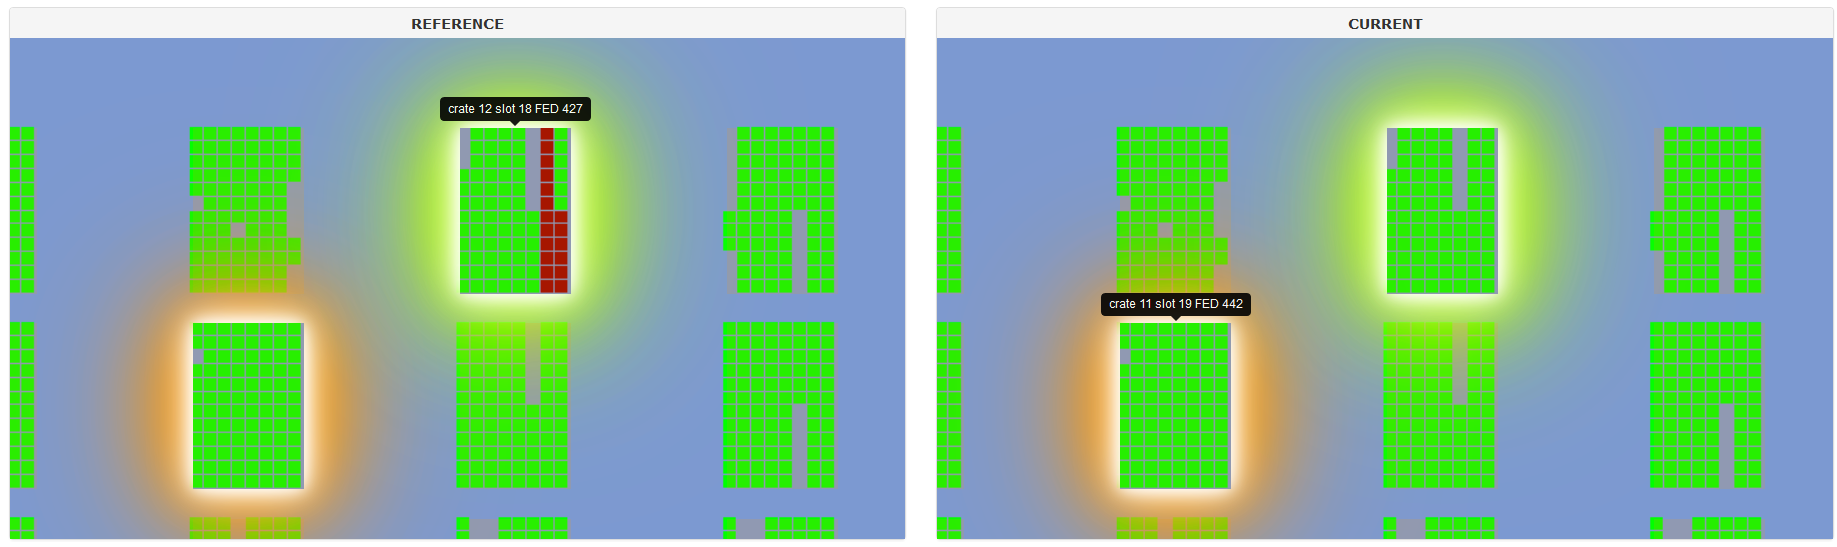 REFERENCE
CURRENT
crate 12 slot 18 FED 427
crate 11 slot 19 FED 442